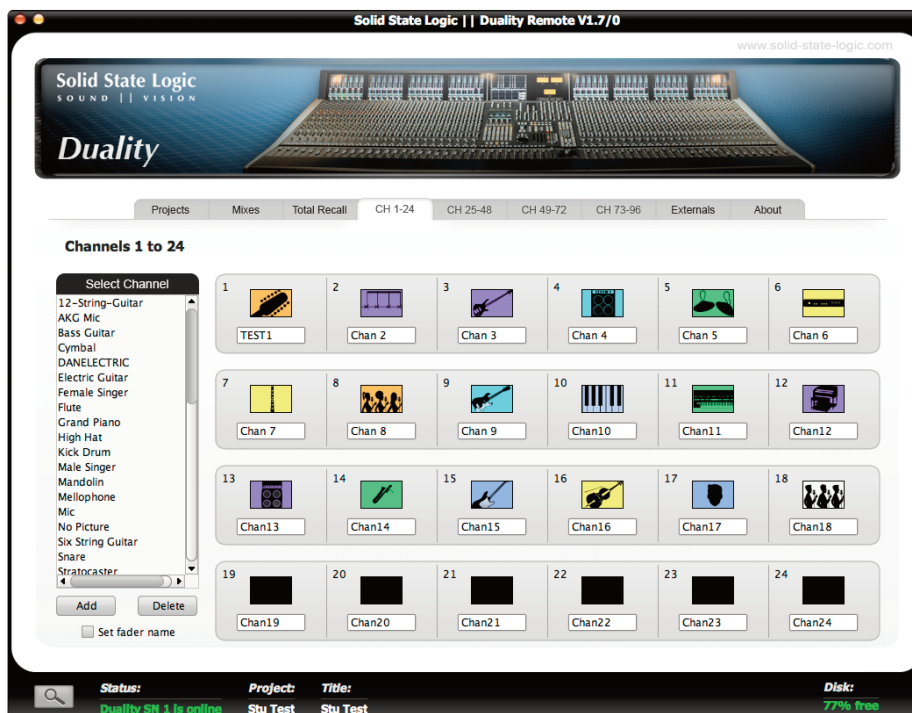 Solid State Logic || Duality Remote V1.7/0
www.solid-state-logic.com
Solid State Logic
SOUND || VISION
Duality
Projects Mixes Total Recall CH 1-24 CH 25-48 CH 49-72 CH 73-96 Externals About
Channels 1 to 24
Select Channel
12-String-Guitar
AKG Mic
Bass Guitar
Cymbal
DANELECTRIC
Electric Guitar
Female Singer
Flute
Grand Piano
High Hat
Kick Drum
Male Singer
Mandolin
Mellophone
Mic
No Picture
Six String Guitar
Snare
Stratocaster
Add Delete
Set fader name
1 2 3 4 5 6
TEST1 Chan 2 Chan 3 Chan 4 Chan 5 Chan 6
7 8 9 10 11 12
Chan 7 Chan 8 Chan 9 Chan10 Chan11 Chan12
13 14 15 16 17 18
Chan13 Chan14 Chan15 Chan16 Chan17 Chan18
19 20 21 22 23 24
Chan19 Chan20 Chan21 Chan22 Chan23 Chan24
Status: Project: Title: Disk:
Duality SN 1 is online Stu Test Stu Test 77% free